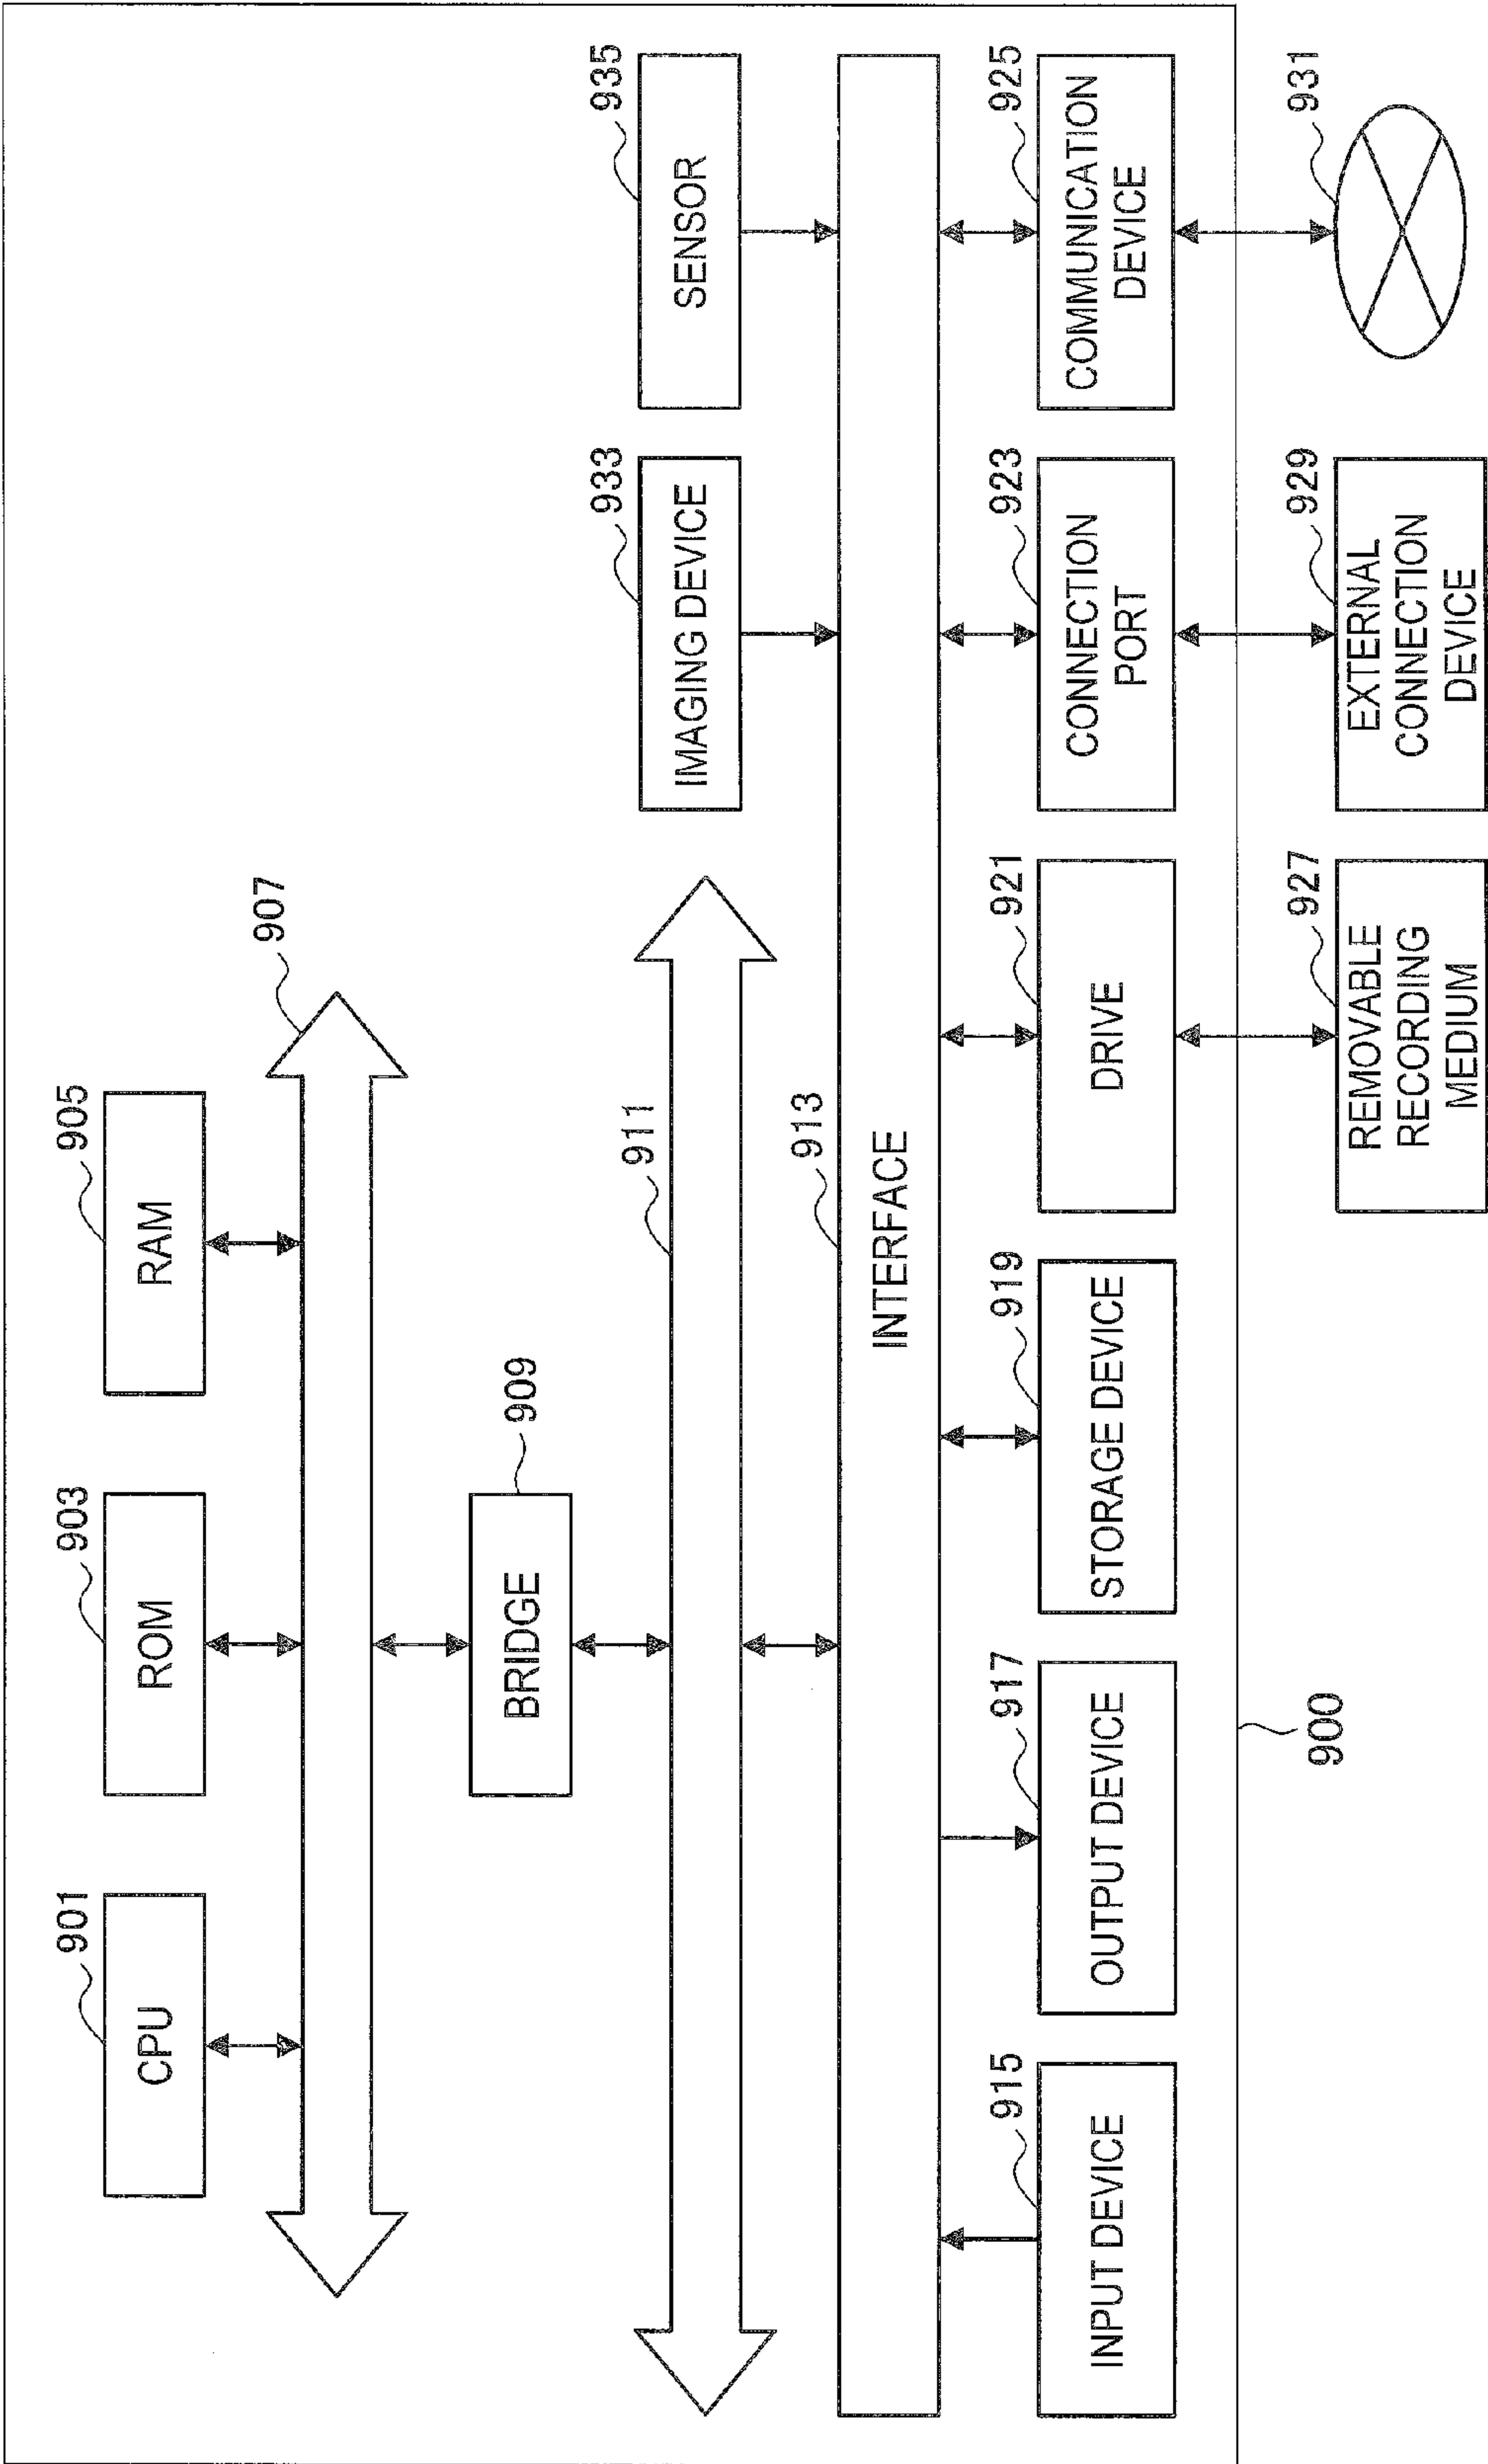 901
CPU
903
ROM
905
RAM
907
909
BRIDGE
911
933
IMAGING DEVICE
935
SENSOR
913
INTERFACE
915
INPUT DEVICE
917
OUTPUT DEVICE
919
STORAGE DEVICE
921
DRIVE
923
CONNECTION
PORT
925
COMMUNICATION
DEVICE
900
927
REMOVABLE
RECORDING
MEDIUM
929
EXTERNAL
CONNECTION
DEVICE
931